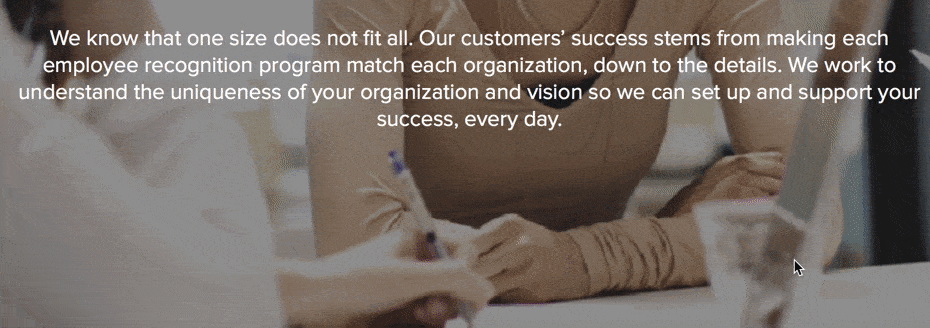 We know that one size does not fit all. Our customers’ success stems from making each
employee recognition program match each organization, down to the details. We work to
understand the uniqueness of your organization and vision so we can set up and support your
success, every day.